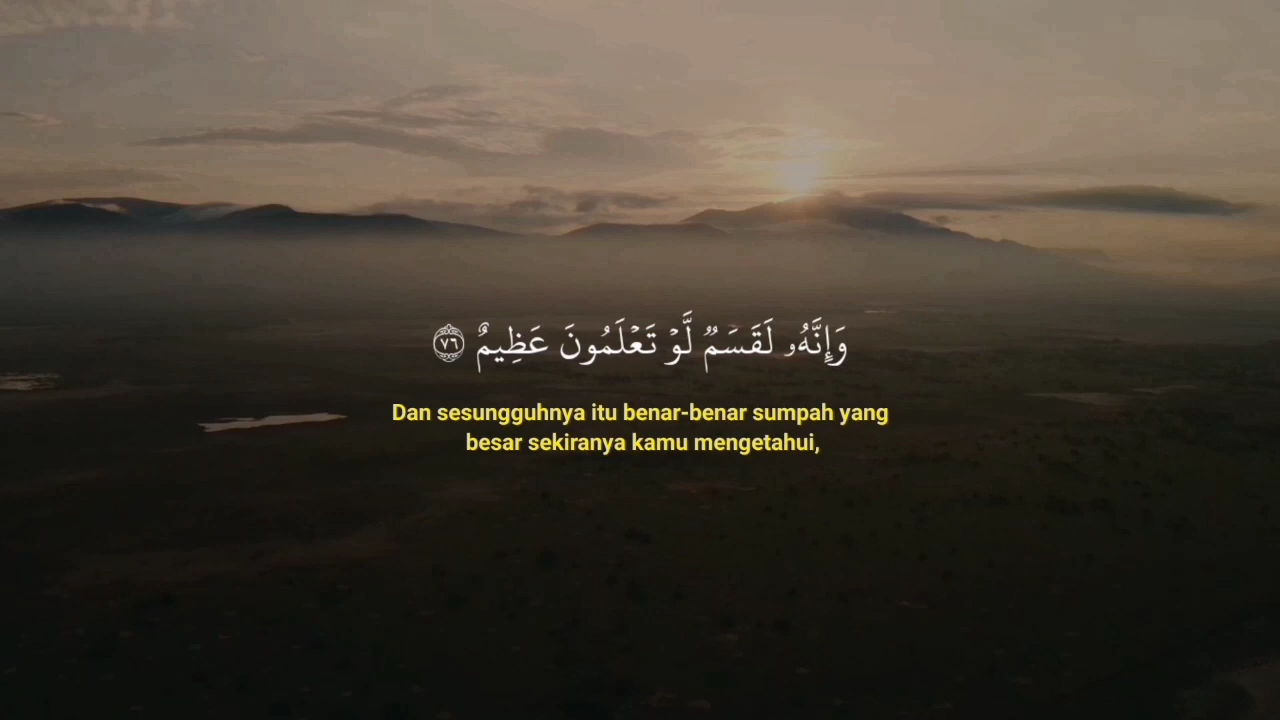 وَإِنَّهُۥ لَقَسَمٌۭ لَّوْ تَعْلَمُونَ عَظِيمٌ ٧٦
Dan sesungguhnya itu benar-benar sumpah yang
besar sekiranya kamu mengetahui,